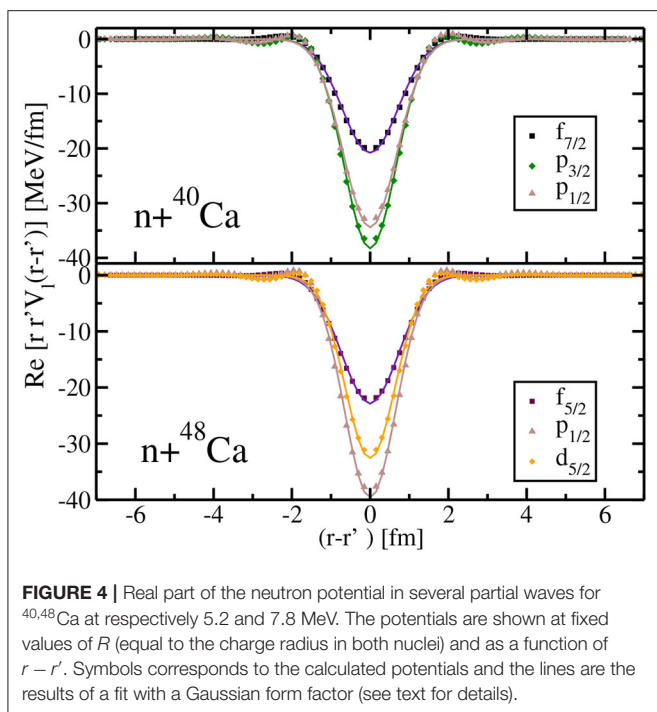 0
-10
-20
-30
-40
n+⁴⁰Ca
f₇/₂
p₃/₂
p₁/₂
Re [r r'Vₗ(r-r')] [MeV/fm]
0
-10
-20
-30
-40
n+⁴⁸Ca
f₅/₂
p₁/₂
d₅/₂
-6 -4 -2 0 2 4 6
(r-r' ) [fm]
FIGURE 4 | Real part of the neutron potential in several partial waves for
⁴⁰,⁴⁸Ca at respectively 5.2 and 7.8 MeV. The potentials are shown at fixed
values of R (equal to the charge radius in both nuclei) and as a function of
r − r′. Symbols corresponds to the calculated potentials and the lines are the
results of a fit with a Gaussian form factor (see text for details).